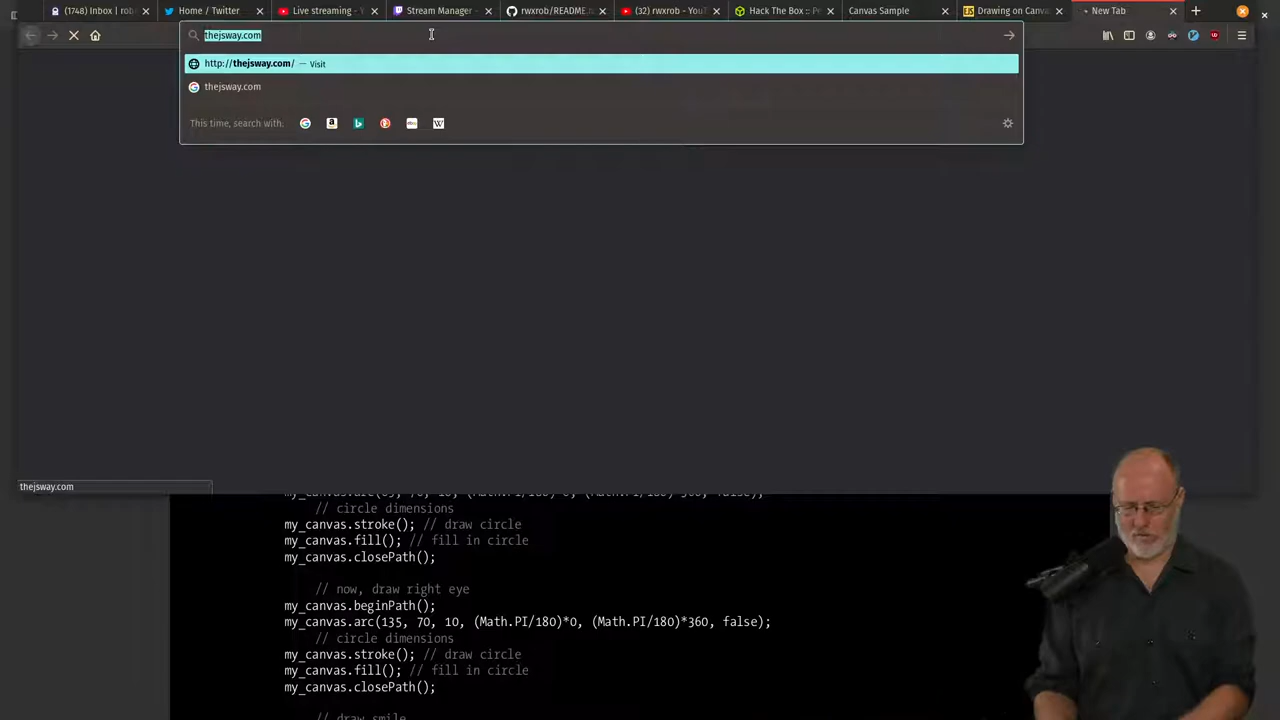 (1748) Inbox | rob
Home / Twitter
Live streaming -
Stream Manager -
rwxrob/README.
(32) rwxrob - You
Hack The Box :: P
Canvas Sample
Drawing on Canv
New Tab
thejsway.com
http://thejsway.com/ — Visit
thejsway.com
This time, search with:
thejsway.com
// circle dimensions
my_canvas.stroke(); // draw circle
my_canvas.fill(); // fill in circle
my_canvas.closePath();
// now, draw right eye
my_canvas.beginPath();
my_canvas.arc(135, 70, 10, (Math.PI/180)*0, (Math.PI/180)*360, false);
// circle dimensions
my_canvas.stroke(); // draw circle
my_canvas.fill(); // fill in circle
my_canvas.closePath();
// draw smile